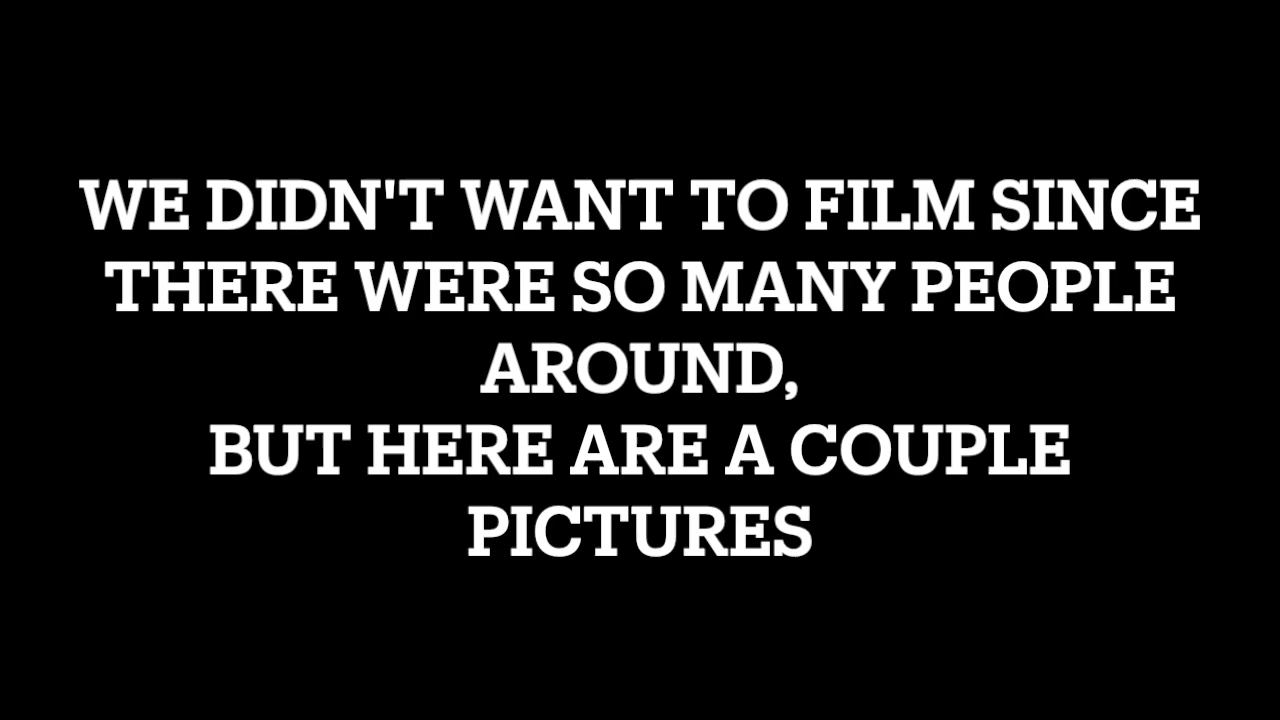 WE DIDN'T WANT TO FILM SINCE
THERE WERE SO MANY PEOPLE
AROUND,
BUT HERE ARE A COUPLE
PICTURES